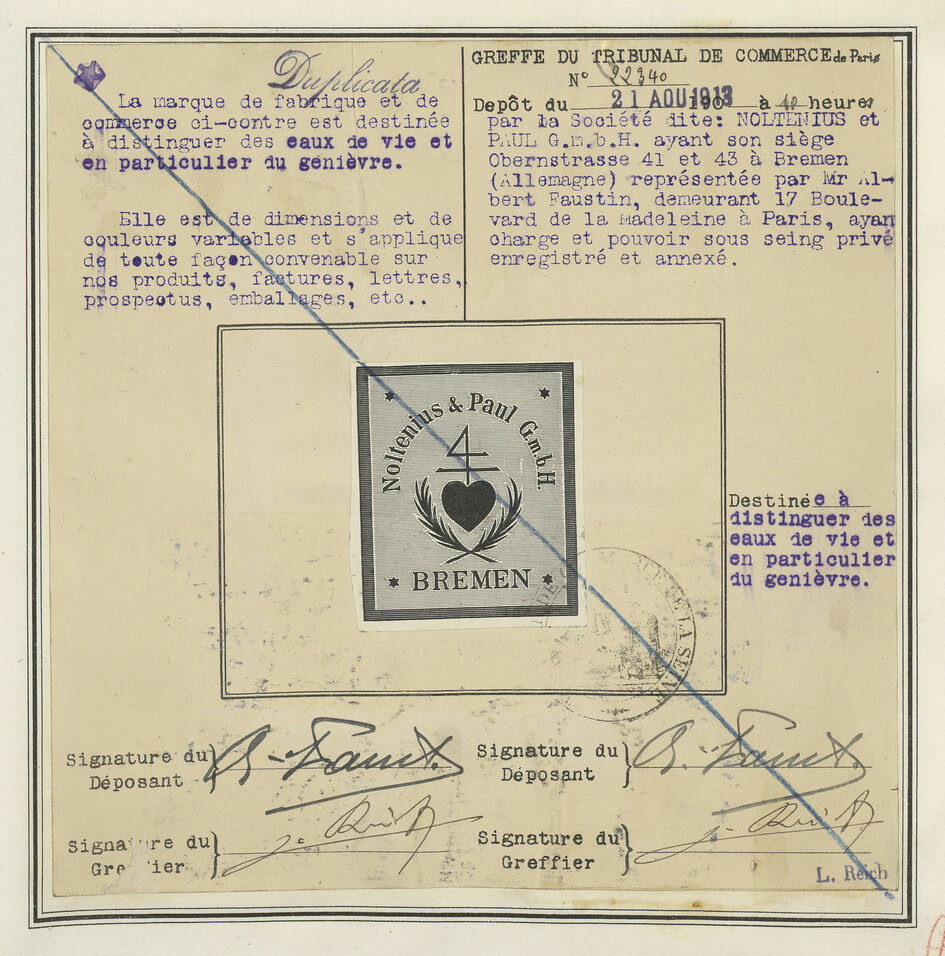 Duplicata
La marque de fabrique et de
commerce ci-contre est destinée
à distinguer des eaux de vie et
en particulier du genièvre.
Elle est de dimensions et de
couleurs variables et s'applique
de toute façon convenable sur
nos produits, factures, lettres,
prospectus, emballages, etc..
GREFFE DU TRIBUNAL DE COMMERCE de Paris
N° 22340
Depôt du 21 AOU 1913 à heures
par la Société dite: NOLTENIUS et
PAUL G.m.b.H. ayant son siège
Obernstrasse 41 et 43 à Bremen
(Allemagne) représentée par Mr Al-
bert Faustin, demeurant 17 Boule-
vard de la Madeleine à Paris, ayan
charge et pouvoir sous seing privé
enregistré et annexé.
Noltenius & Paul G.m.b.H.
BREMEN
Destinée à
distinguer des
eaux de vie et
en particulier
du genièvre.
DE LA SEINE
Signature du
Déposant
Signature du
Déposant
Signature du
Greffier
Signature du
Greffier
L. Reich